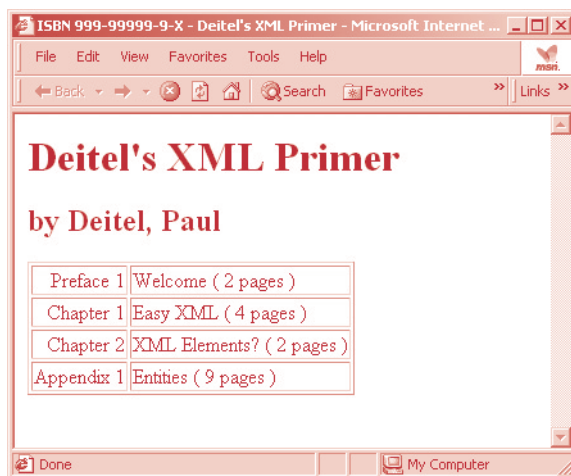 ISBN 999-99999-9-X - Deitel's XML Primer - Microsoft Internet ...
File Edit View Favorites Tools Help
msn.
Back Search Favorites » Links »
Deitel's XML Primer
by Deitel, Paul
Preface 1 Welcome ( 2 pages )
Chapter 1 Easy XML ( 4 pages )
Chapter 2 XML Elements? ( 2 pages )
Appendix 1 Entities ( 9 pages )
Done My Computer